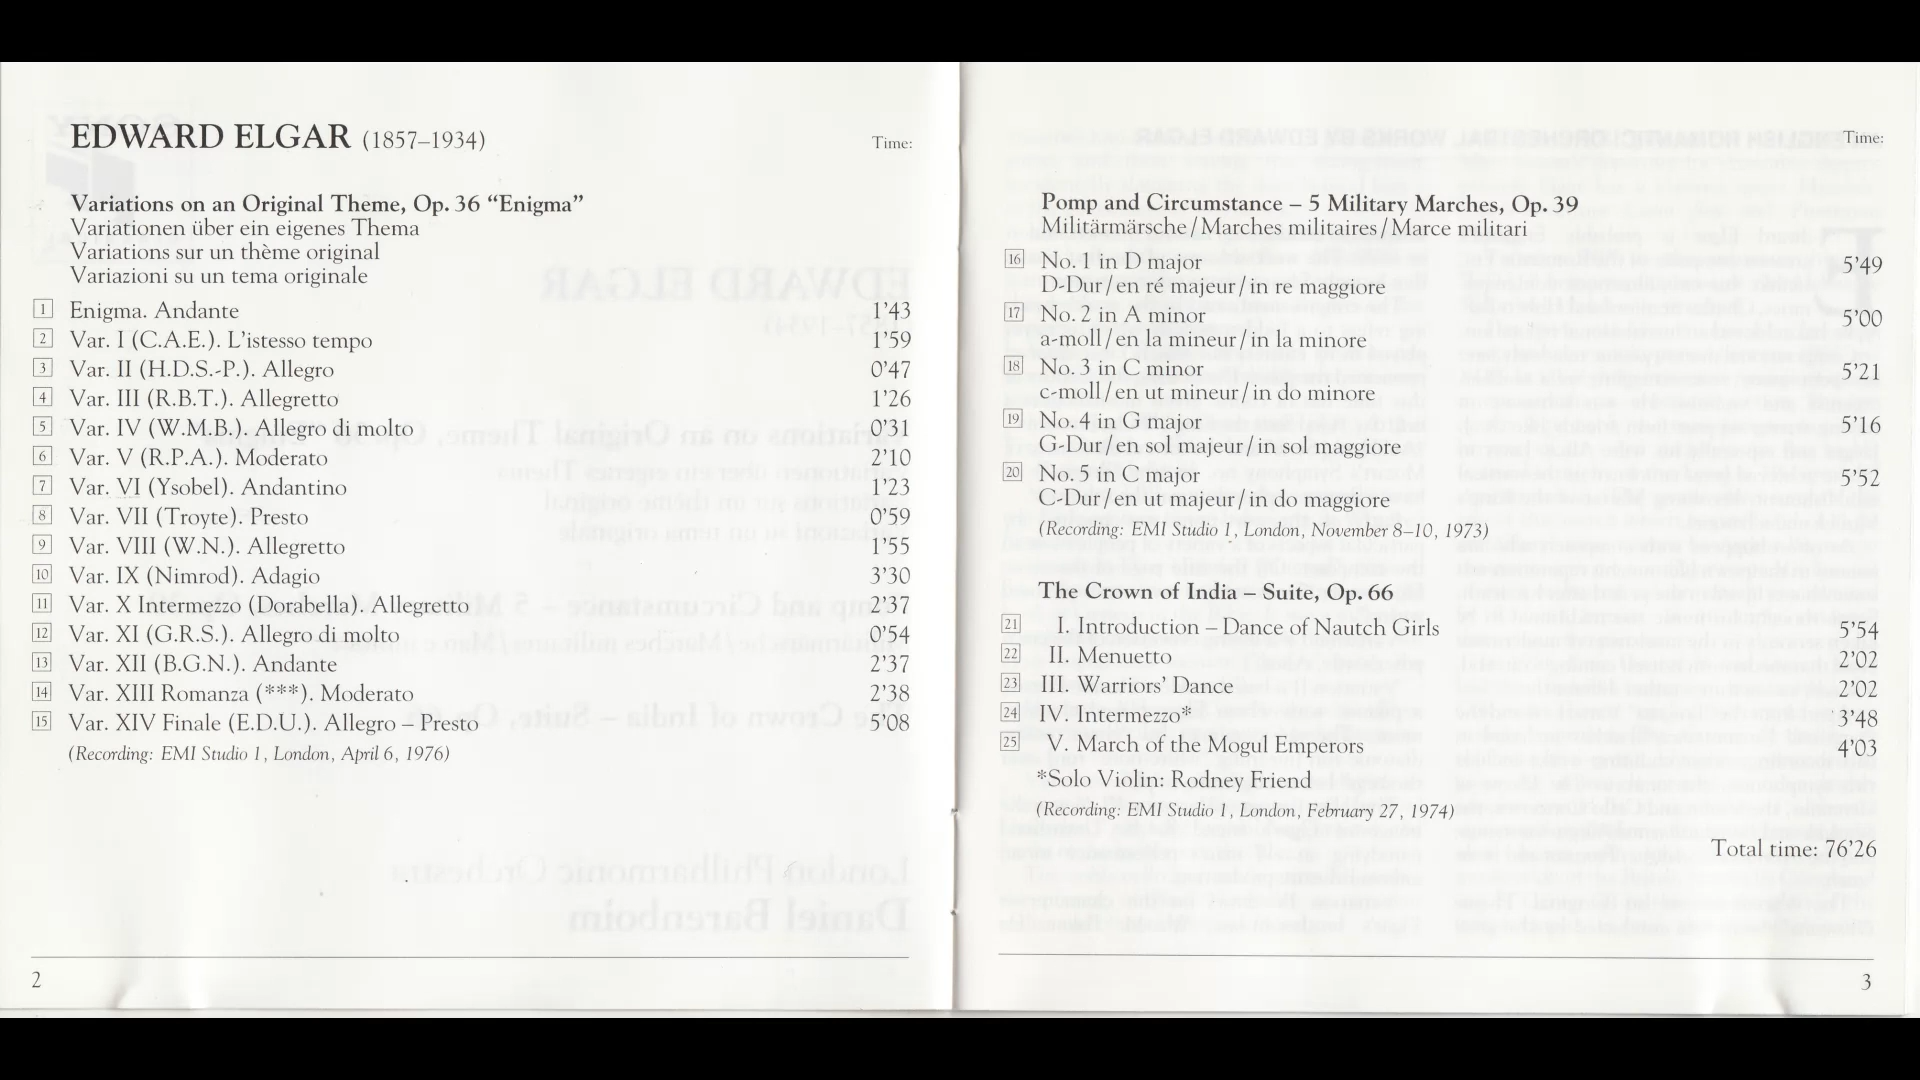 EDWARD ELGAR (1857–1934)
Time:
Variations on an Original Theme, Op. 36 “Enigma”
Variationen über ein eigenes Thema
Variations sur un thème original
Variazioni su un tema originale
1 Enigma. Andante 1’43
2 Var. I (C.A.E.). L’istesso tempo 1’59
3 Var. II (H.D.S.-P.). Allegro 0’47
4 Var. III (R.B.T.). Allegretto 1’26
5 Var. IV (W.M.B.). Allegro di molto 0’31
6 Var. V (R.P.A.). Moderato 2’10
7 Var. VI (Ysobel). Andantino 1’23
8 Var. VII (Troyte). Presto 0’59
9 Var. VIII (W.N.). Allegretto 1’55
10 Var. IX (Nimrod). Adagio 3’30
11 Var. X Intermezzo (Dorabella). Allegretto 2’37
12 Var. XI (G.R.S.). Allegro di molto 0’54
13 Var. XII (B.G.N.). Andante 2’37
14 Var. XIII Romanza (***). Moderato 2’38
15 Var. XIV Finale (E.D.U.). Allegro – Presto 5’08
(Recording: EMI Studio 1, London, April 6, 1976)
2
Time:
Pomp and Circumstance – 5 Military Marches, Op. 39
Militärmärsche/Marches militaires/Marce militari
16 No. 1 in D major 5’49
D-Dur/en ré majeur/in re maggiore
17 No. 2 in A minor 5’00
a-moll/en la mineur/in la minore
18 No. 3 in C minor 5’21
c-moll/en ut mineur/in do minore
19 No. 4 in G major 5’16
G-Dur/en sol majeur/in sol maggiore
20 No. 5 in C major 5’52
C-Dur/en ut majeur/in do maggiore
(Recording: EMI Studio 1, London, November 8–10, 1973)
The Crown of India – Suite, Op. 66
21 I. Introduction – Dance of Nautch Girls 5’54
22 II. Menuetto 2’02
23 III. Warriors’ Dance 2’02
24 IV. Intermezzo* 3’48
25 V. March of the Mogul Emperors 4’03
*Solo Violin: Rodney Friend
(Recording: EMI Studio 1, London, February 27, 1974)
Total time: 76’26
3